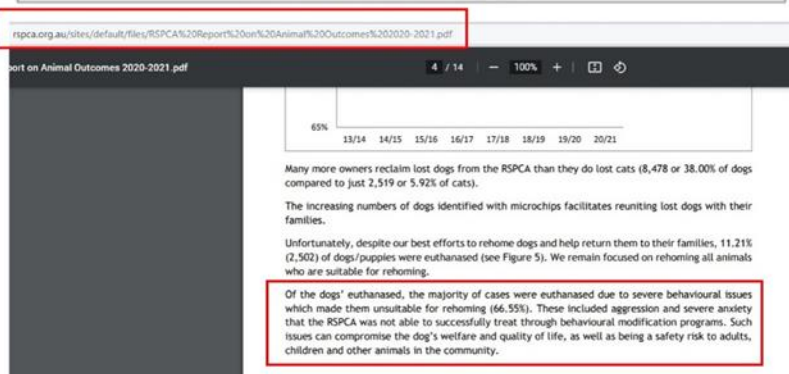 rspca.org.au/sites/default/files/RSPCA%20Report%20on%20Animal%20Outcomes%202020-2021.pdf
ort on Animal Outcomes 2020-2021.pdf 4 / 14 | — 100% + |
65%
13/14 14/15 15/16 16/17 17/18 18/19 19/20 20/21
Many more owners reclaim lost dogs from the RSPCA than they do lost cats (8,478 or 38.00% of dogs
compared to just 2,519 or 5.92% of cats).
The increasing numbers of dogs identified with microchips facilitates reuniting lost dogs with their
families.
Unfortunately, despite our best efforts to rehome dogs and help return them to their families, 11.21%
(2,502) of dogs/puppies were euthanased (see Figure 5). We remain focused on rehoming all animals
who are suitable for rehoming.
Of the dogs' euthanased, the majority of cases were euthanased due to severe behavioural issues
which made them unsuitable for rehoming (66.55%). These included aggression and severe anxiety
that the RSPCA was not able to successfully treat through behavioural modification programs. Such
issues can compromise the dog's welfare and quality of life, as well as being a safety risk to adults,
children and other animals in the community.